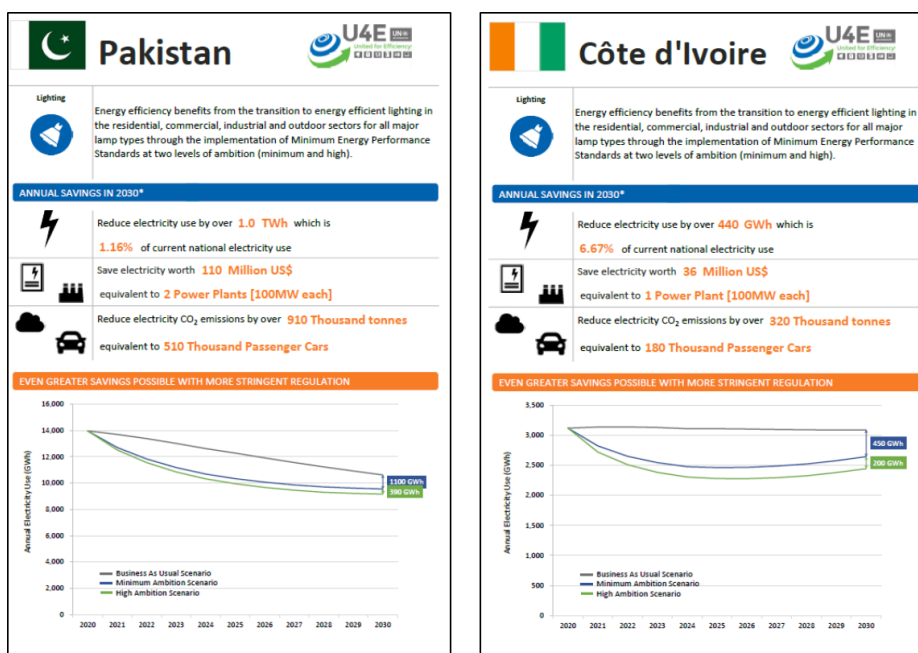 Pakistan
U4E UN
United for Efficiency
Lighting
Energy efficiency benefits from the transition to energy efficient lighting in
the residential, commercial, industrial and outdoor sectors for all major
lamp types through the implementation of Minimum Energy Performance
Standards at two levels of ambition (minimum and high).
ANNUAL SAVINGS IN 2030*
Reduce electricity use by over 1.0 TWh which is
1.16% of current national electricity use
Save electricity worth 110 Million US$
equivalent to 2 Power Plants [100MW each]
Reduce electricity CO₂ emissions by over 910 Thousand tonnes
equivalent to 510 Thousand Passenger Cars
EVEN GREATER SAVINGS POSSIBLE WITH MORE STRINGENT REGULATION
Annual Electricity Use (GWh)
16,000
14,000
12,000
10,000
8,000
6,000
4,000
2,000
0
1100 GWh
390 GWh
Business As Usual Scenario
Minimum Ambition Scenario
High Ambition Scenario
2020 2021 2022 2023 2024 2025 2026 2027 2028 2029 2030
Côte d'Ivoire
U4E UN
United for Efficiency
Lighting
Energy efficiency benefits from the transition to energy efficient lighting in
the residential, commercial, industrial and outdoor sectors for all major
lamp types through the implementation of Minimum Energy Performance
Standards at two levels of ambition (minimum and high).
ANNUAL SAVINGS IN 2030*
Reduce electricity use by over 440 GWh which is
6.67% of current national electricity use
Save electricity worth 36 Million US$
equivalent to 1 Power Plant [100MW each]
Reduce electricity CO₂ emissions by over 320 Thousand tonnes
equivalent to 180 Thousand Passenger Cars
EVEN GREATER SAVINGS POSSIBLE WITH MORE STRINGENT REGULATION
Annual Electricity Use (GWh)
3,500
3,000
2,500
2,000
1,500
1,000
500
0
450 GWh
200 GWh
Business As Usual Scenario
Minimum Ambition Scenario
High Ambition Scenario
2020 2021 2022 2023 2024 2025 2026 2027 2028 2029 2030